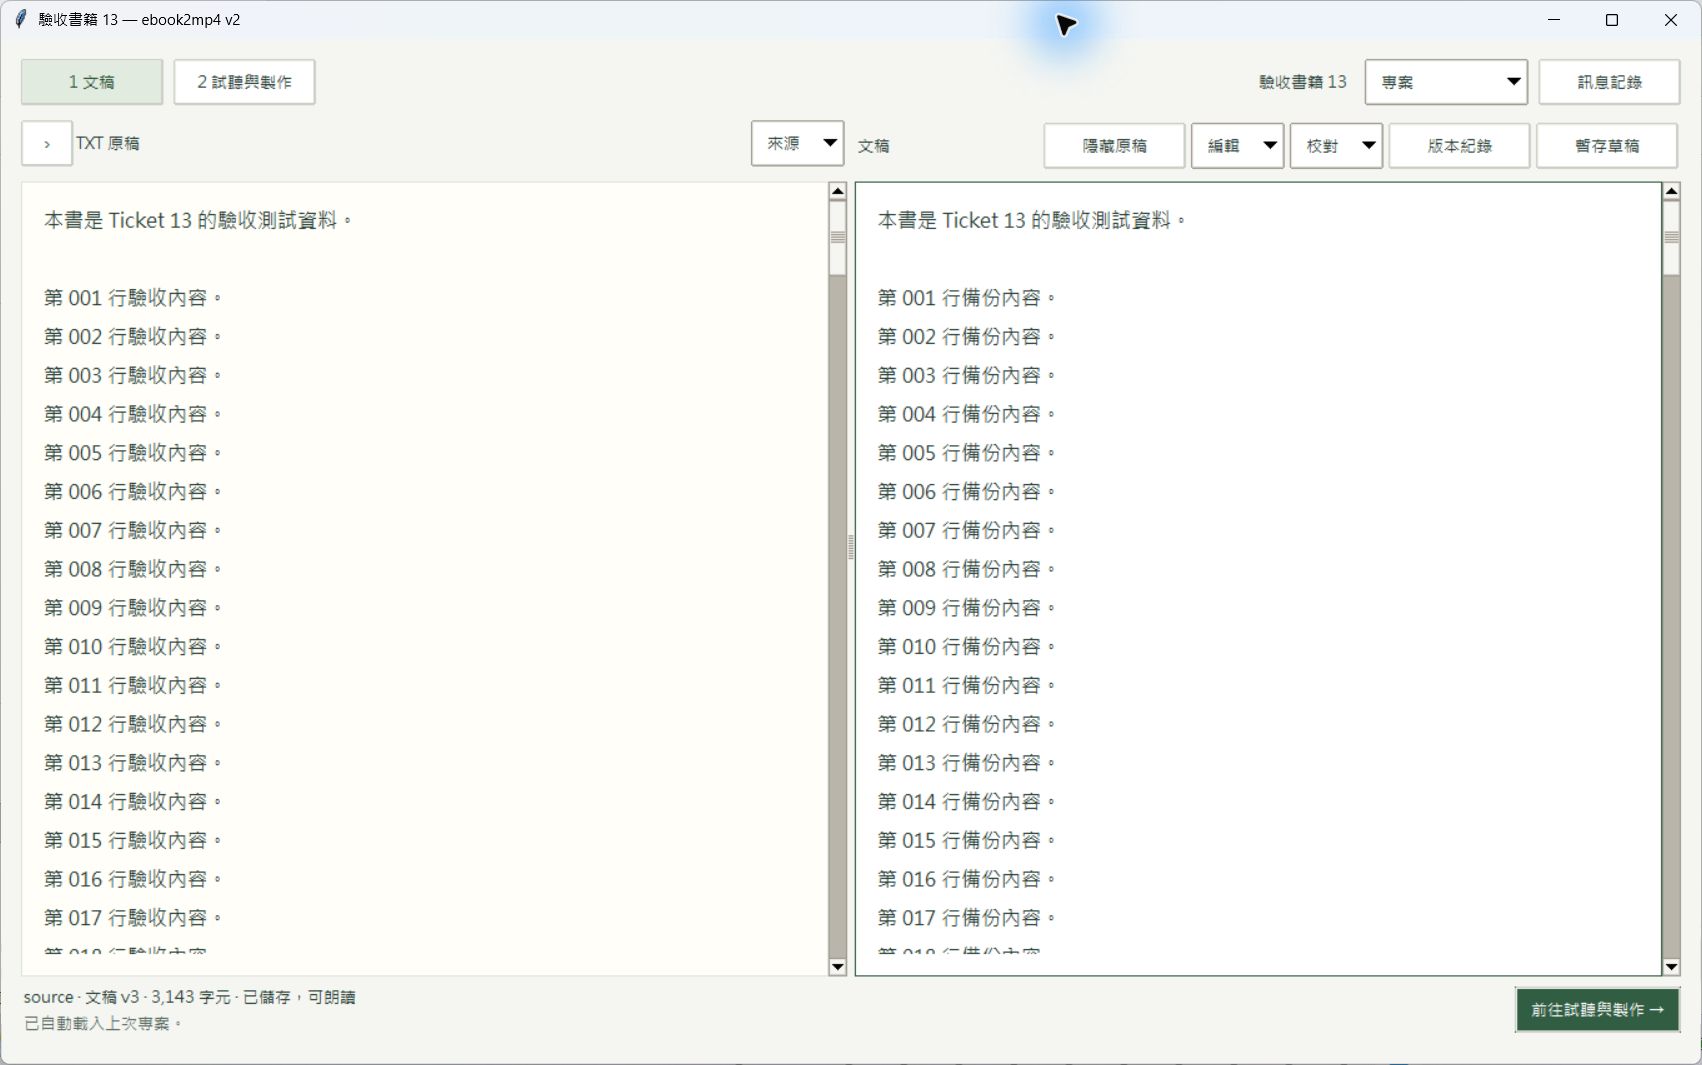 驗收書籍 13 — ebook2mp4 v2
1 文稿
2 試聽與製作
驗收書籍 13
專案
訊息記錄
› TXT 原稿
來源
文稿
隱藏原稿
編輯
校對
版本紀錄
暫存草稿
本書是 Ticket 13 的驗收測試資料。
第 001 行驗收內容。
第 002 行驗收內容。
第 003 行驗收內容。
第 004 行驗收內容。
第 005 行驗收內容。
第 006 行驗收內容。
第 007 行驗收內容。
第 008 行驗收內容。
第 009 行驗收內容。
第 010 行驗收內容。
第 011 行驗收內容。
第 012 行驗收內容。
第 013 行驗收內容。
第 014 行驗收內容。
第 015 行驗收內容。
第 016 行驗收內容。
第 017 行驗收內容。
本書是 Ticket 13 的驗收測試資料。
第 001 行備份內容。
第 002 行備份內容。
第 003 行備份內容。
第 004 行備份內容。
第 005 行備份內容。
第 006 行備份內容。
第 007 行備份內容。
第 008 行備份內容。
第 009 行備份內容。
第 010 行備份內容。
第 011 行備份內容。
第 012 行備份內容。
第 013 行備份內容。
第 014 行備份內容。
第 015 行備份內容。
第 016 行備份內容。
第 017 行備份內容。
source · 文稿 v3 · 3,143 字元 · 已儲存，可朗讀
已自動載入上次專案。
前往試聽與製作 →